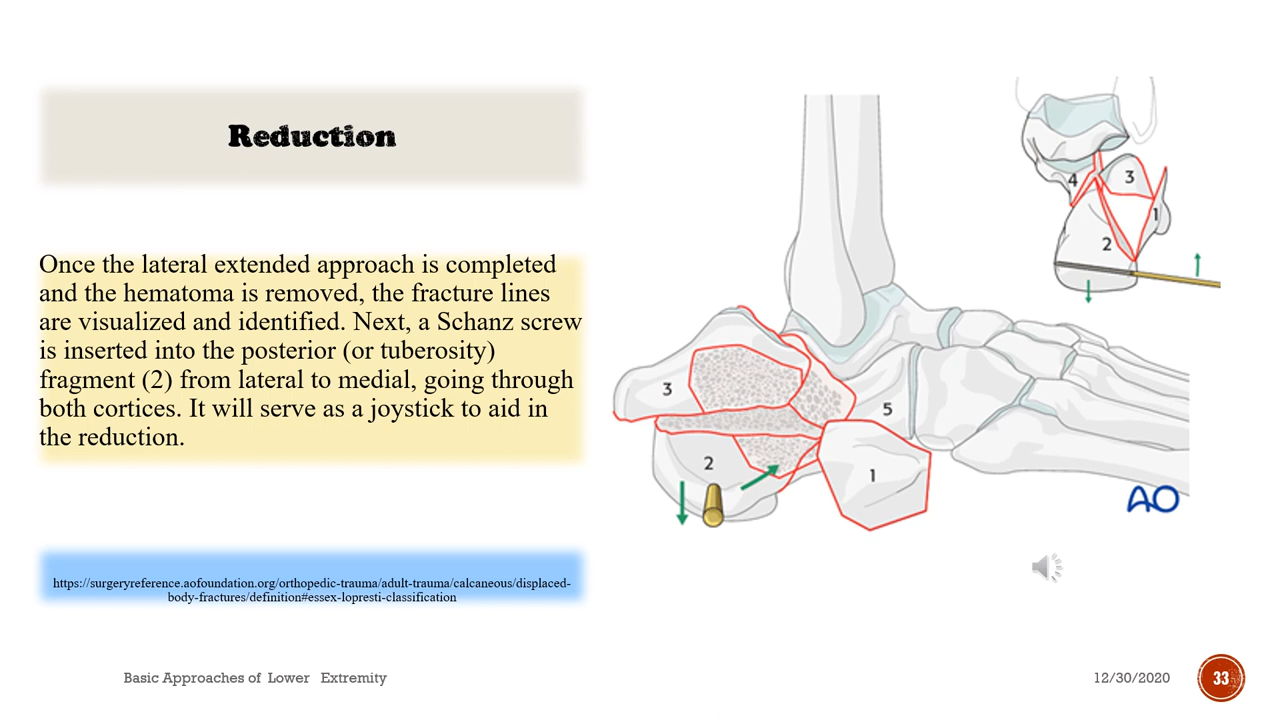 Reduction
Once the lateral extended approach is completed
and the hematoma is removed, the fracture lines
are visualized and identified. Next, a Schanz screw
is inserted into the posterior (or tuberosity)
fragment (2) from lateral to medial, going through
both cortices. It will serve as a joystick to aid in
the reduction.
https://surgeryreference.aofoundation.org/orthopedic-trauma/adult-trauma/calcaneous/displaced-
body-fractures/definition#essex-lopresti-classification
4
3
1
2
3
5
2
1
AO
Basic Approaches of Lower Extremity
12/30/2020
33